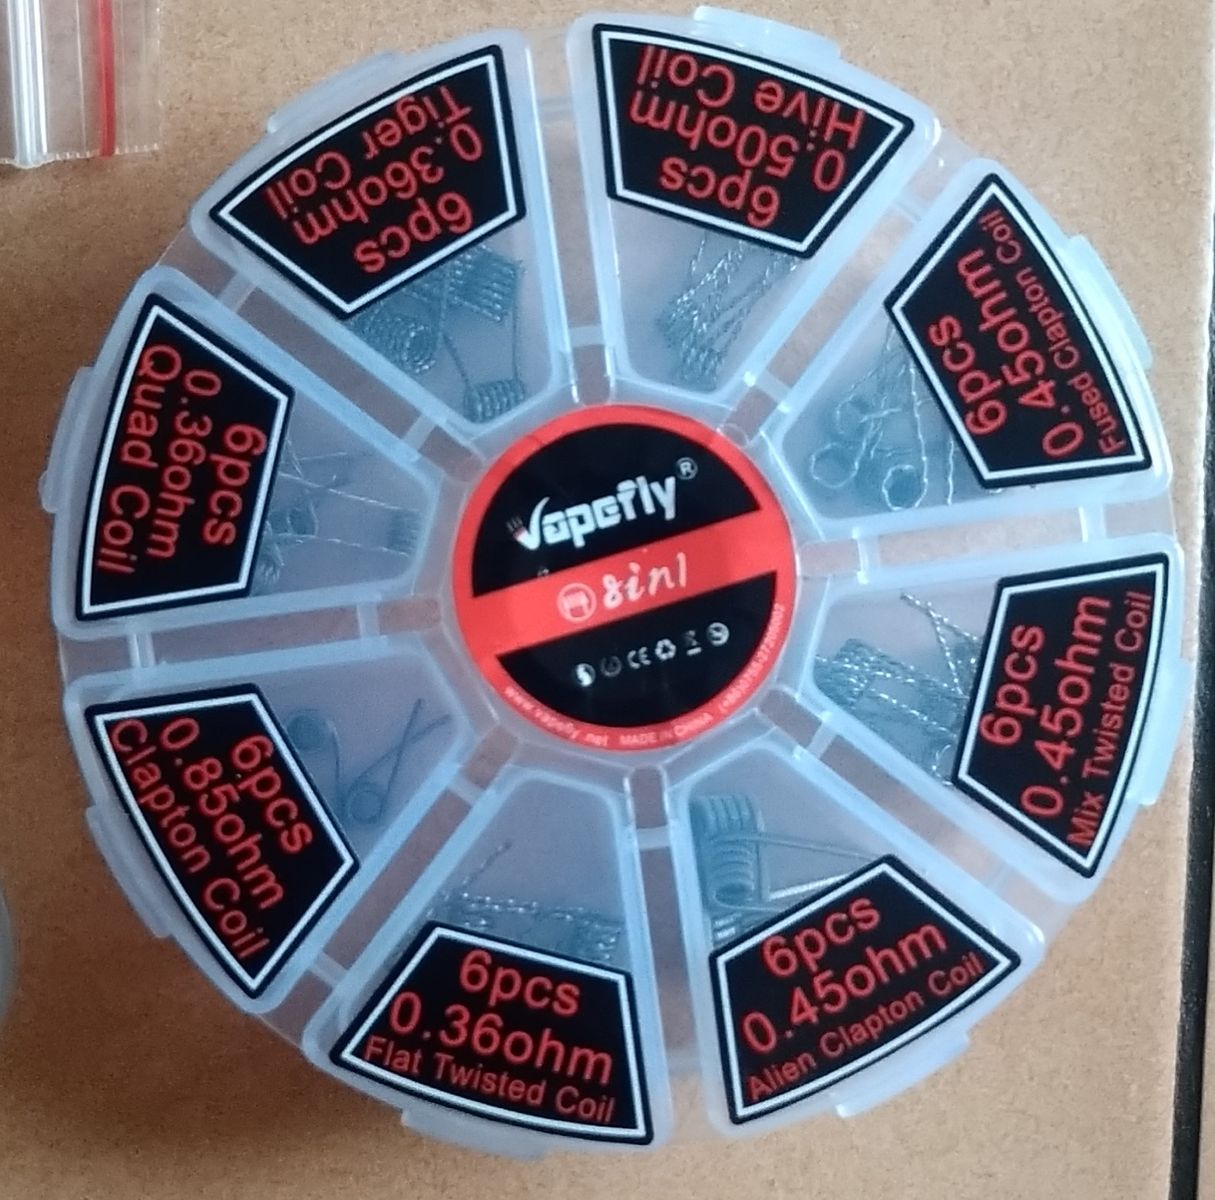 Vapefly®
8in1
CE
www.vapefly.net MADE IN CHINA
6pcs
0.50ohm
Hive Coil
6pcs
0.45ohm
Fused Clapton Coil
6pcs
0.45ohm
Mix Twisted Coil
6pcs
0.45ohm
Alien Clapton Coil
6pcs
0.36ohm
Flat Twisted Coil
6pcs
0.85ohm
Clapton Coil
6pcs
0.36ohm
Quad Coil
6pcs
0.36ohm
Tiger Coil